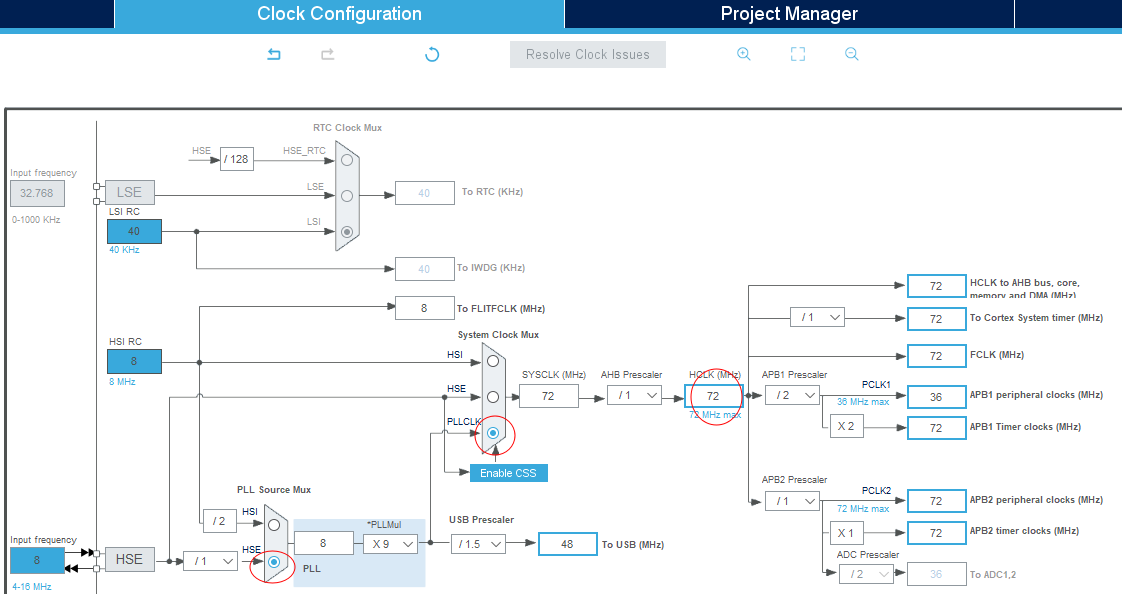 Clock Configuration
Project Manager
Resolve Clock Issues
RTC Clock Mux
HSE
/ 128
HSE_RTC
Input frequency
32.768
0-1000 KHz
LSE
LSE
40
To RTC (KHz)
LSI RC
40
40 KHz
LSI
40
To IWDG (KHz)
8
To FLITFCLK (MHz)
System Clock Mux
HSI RC
8
8 MHz
HSI
HSE
PLLCLK
Enable CSS
SYSCLK (MHz)
72
AHB Prescaler
/ 1
HCLK (MHz)
72
72 MHz max
72
HCLK to AHB bus, core,
memory and DMA (MHz)
/ 1
72
To Cortex System timer (MHz)
72
FCLK (MHz)
APB1 Prescaler
/ 2
PCLK1
36 MHz max
36
APB1 peripheral clocks (MHz)
X 2
72
APB1 Timer clocks (MHz)
APB2 Prescaler
/ 1
PCLK2
72 MHz max
72
APB2 peripheral clocks (MHz)
X 1
72
APB2 timer clocks (MHz)
ADC Prescaler
/ 2
36
To ADC1,2
PLL Source Mux
/ 2
HSI
Input frequency
8
4-16 MHz
HSE
/ 1
HSE
8
*PLLMul
X 9
PLL
USB Prescaler
/ 1.5
48
To USB (MHz)